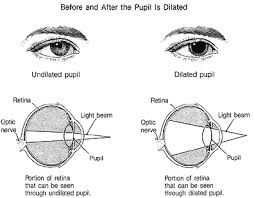 Before and After the Pupil Is Dilated
Undilated pupil
Dilated pupil
Retina
Optic
nerve
Light beam
Pupil
Portion of retina
that can be seen
through undilated pupil.
Retina
Optic
nerve
Light beam
Pupil
Portion of retina
that can be seen
through dilated pupil.